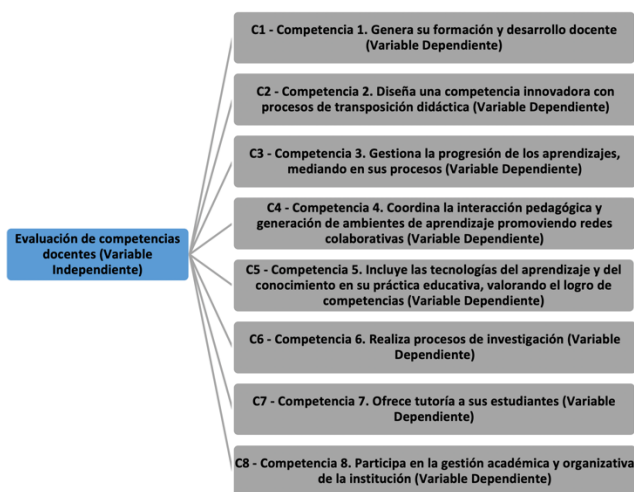 C1 - Competencia 1. Genera su formación y desarrollo docente
(Variable Dependiente)
C2 - Competencia 2. Diseña una competencia innovadora con
procesos de transposición didáctica (Variable Dependiente)
C3 - Competencia 3. Gestiona la progresión de los aprendizajes,
mediando en sus procesos (Variable Dependiente)
C4 - Competencia 4. Coordina la interacción pedagógica y
generación de ambientes de aprendizaje promoviendo redes
colaborativas (Variable Dependiente)
Evaluación de competencias
docentes (Variable
Independiente)
C5 - Competencia 5. Incluye las tecnologías del aprendizaje y del
conocimiento en su práctica educativa, valorando el logro de
competencias (Variable Dependiente)
C6 - Competencia 6. Realiza procesos de investigación (Variable
Dependiente)
C7 - Competencia 7. Ofrece tutoría a sus estudiantes (Variable
Dependiente)
C8 - Competencia 8. Participa en la gestión académica y organizativa
de la institución (Variable Dependiente)